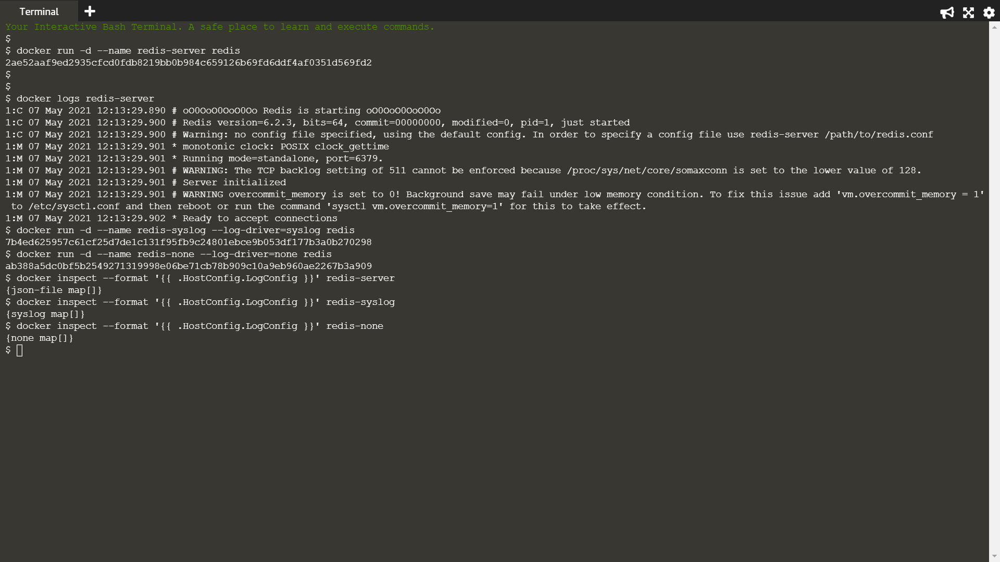 Terminal
Your Interactive Bash Terminal. A safe place to learn and execute commands.
$
$ docker run -d --name redis-server redis
2ae52aaf9ed2935cfcd0fdb8219bb0b984c659126b69fd6ddf4af0351d569fd2
$
$
$ docker logs redis-server
1:C 07 May 2021 12:13:29.890 # oO0OoO0OoO0Oo Redis is starting oO0OoO0OoO0Oo
1:C 07 May 2021 12:13:29.900 # Redis version=6.2.3, bits=64, commit=00000000, modified=0, pid=1, just started
1:C 07 May 2021 12:13:29.900 # Warning: no config file specified, using the default config. In order to specify a config file use redis-server /path/to/redis.conf
1:M 07 May 2021 12:13:29.901 * monotonic clock: POSIX clock_gettime
1:M 07 May 2021 12:13:29.901 * Running mode=standalone, port=6379.
1:M 07 May 2021 12:13:29.901 # WARNING: The TCP backlog setting of 511 cannot be enforced because /proc/sys/net/core/somaxconn is set to the lower value of 128.
1:M 07 May 2021 12:13:29.901 # Server initialized
1:M 07 May 2021 12:13:29.901 # WARNING overcommit_memory is set to 0! Background save may fail under low memory condition. To fix this issue add 'vm.overcommit_memory = 1'
to /etc/sysctl.conf and then reboot or run the command 'sysctl vm.overcommit_memory=1' for this to take effect.
1:M 07 May 2021 12:13:29.902 * Ready to accept connections
$ docker run -d --name redis-syslog --log-driver=syslog redis
7b4ed625957c61cf25d7de1c131f95fb9c24801ebce9b053df177b3a0b270298
$ docker run -d --name redis-none --log-driver=none redis
ab388a5dc0bf5b2549271319998e06be71cb78b909c10a9eb960ae2267b3a909
$ docker inspect --format '{{ .HostConfig.LogConfig }}' redis-server
{json-file map[]}
$ docker inspect --format '{{ .HostConfig.LogConfig }}' redis-syslog
{syslog map[]}
$ docker inspect --format '{{ .HostConfig.LogConfig }}' redis-none
{none map[]}
$